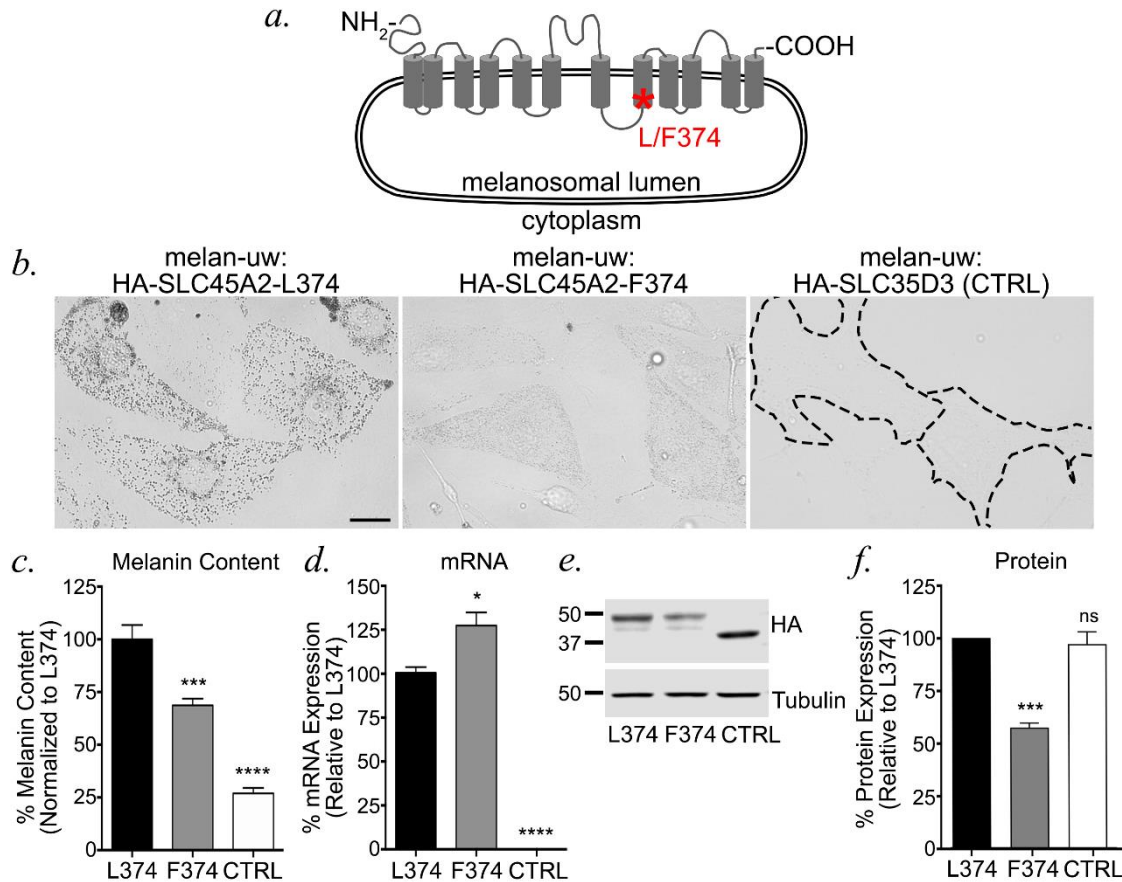 a.
NH2-
-COOH
L/F374
melanosomal lumen
cytoplasm
b.
melan-uw:
HA-SLC45A2-L374
melan-uw:
HA-SLC45A2-F374
melan-uw:
HA-SLC35D3 (CTRL)
c.
Melanin Content
% Melanin Content
(Normalized to L374)
125
100
75
50
25
0
***
****
L374 F374 CTRL
d.
mRNA
% mRNA Expression
(Relative to L374)
150
125
100
75
50
25
0
*
****
L374 F374 CTRL
e.
50
37
HA
50
Tubulin
L374 F374 CTRL
f.
Protein
% Protein Expression
(Relative to L374)
125
100
75
50
25
0
***
ns
L374 F374 CTRL